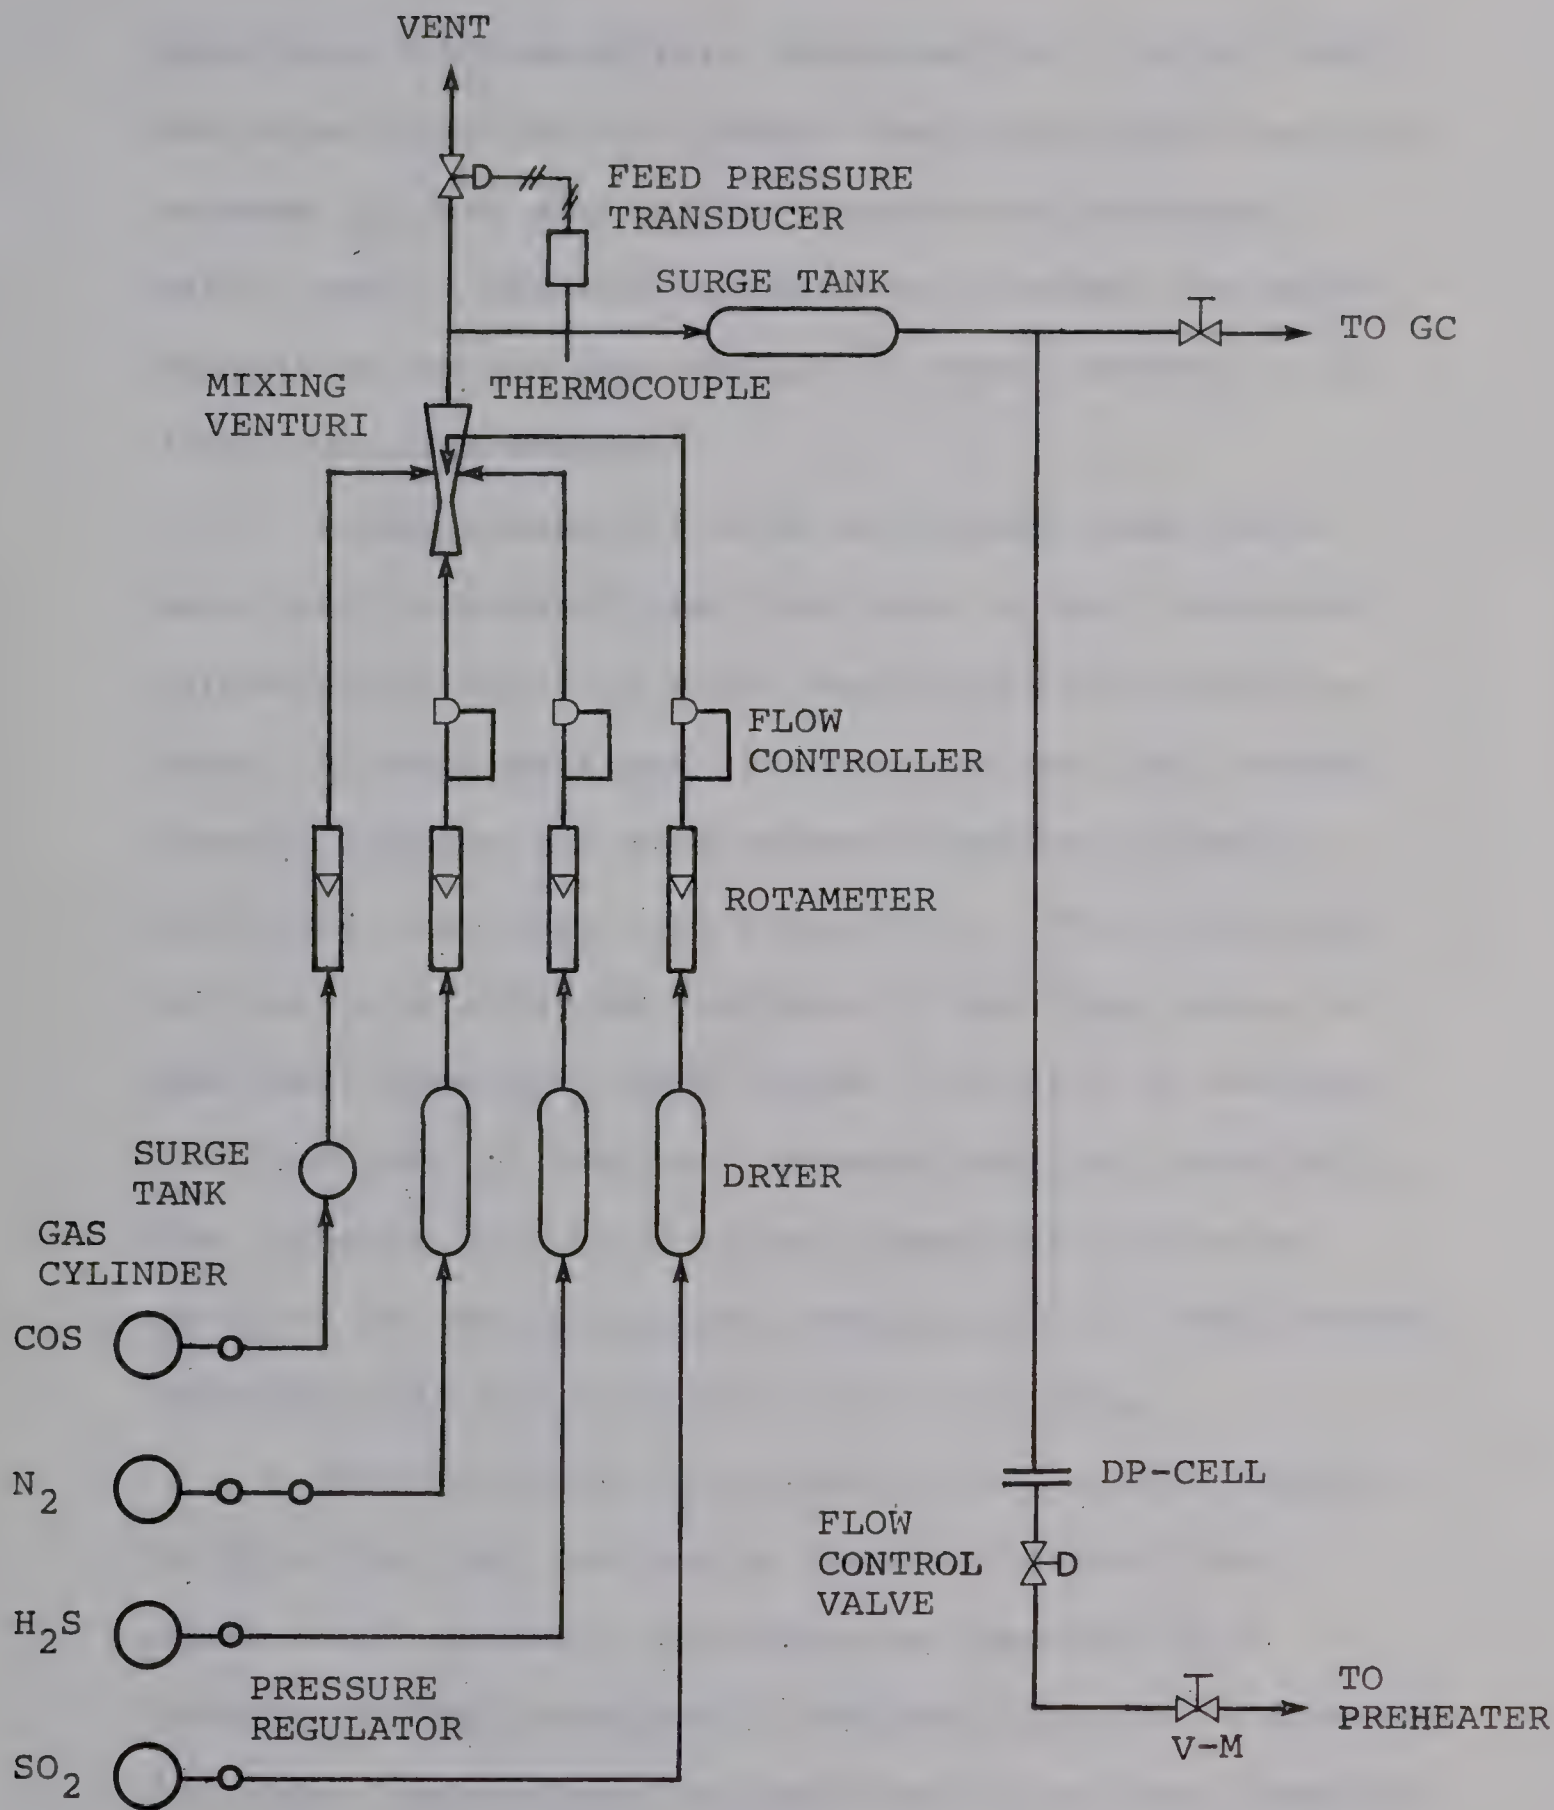 VENT
FEED PRESSURE
TRANSDUCER
SURGE TANK
TO GC
MIXING
VENTURI
THERMOCOUPLE
FLOW
CONTROLLER
ROTAMETER
SURGE
TANK
DRYER
GAS
CYLINDER
COS
N2
DP-CELL
FLOW
CONTROL
VALVE
H2S
PRESSURE
REGULATOR
TO
PREHEATER
V-M
SO2